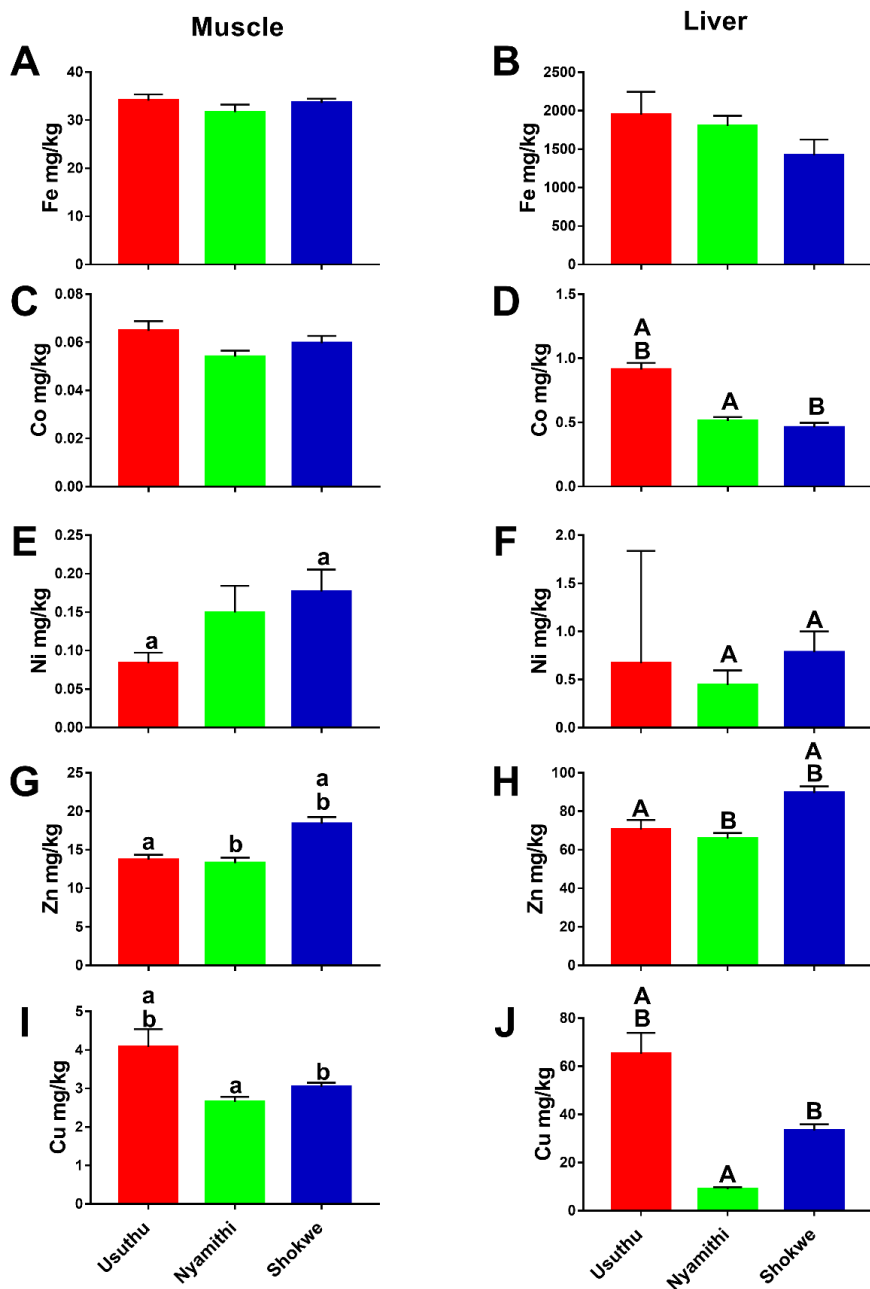 Muscle
Liver
A
Fe mg/kg
40
30
20
10
0
B
Fe mg/kg
2500
2000
1500
1000
500
0
C
Co mg/kg
0.08
0.06
0.04
0.02
0.00
D
Co mg/kg
1.5
1.0
0.5
0.0
A
B
A
B
E
Ni mg/kg
0.25
0.20
0.15
0.10
0.05
0.00
a
a
F
Ni mg/kg
2.0
1.5
1.0
0.5
0.0
A
A
G
Zn mg/kg
25
20
15
10
5
0
a
b
a
b
H
Zn mg/kg
100
80
60
40
20
0
A
B
A
B
I
Cu mg/kg
5
4
3
2
1
0
a
b
a
b
Usuthu
Nyamithi
Shokwe
J
Cu mg/kg
80
60
40
20
0
A
B
A
B
Usuthu
Nyamithi
Shokwe